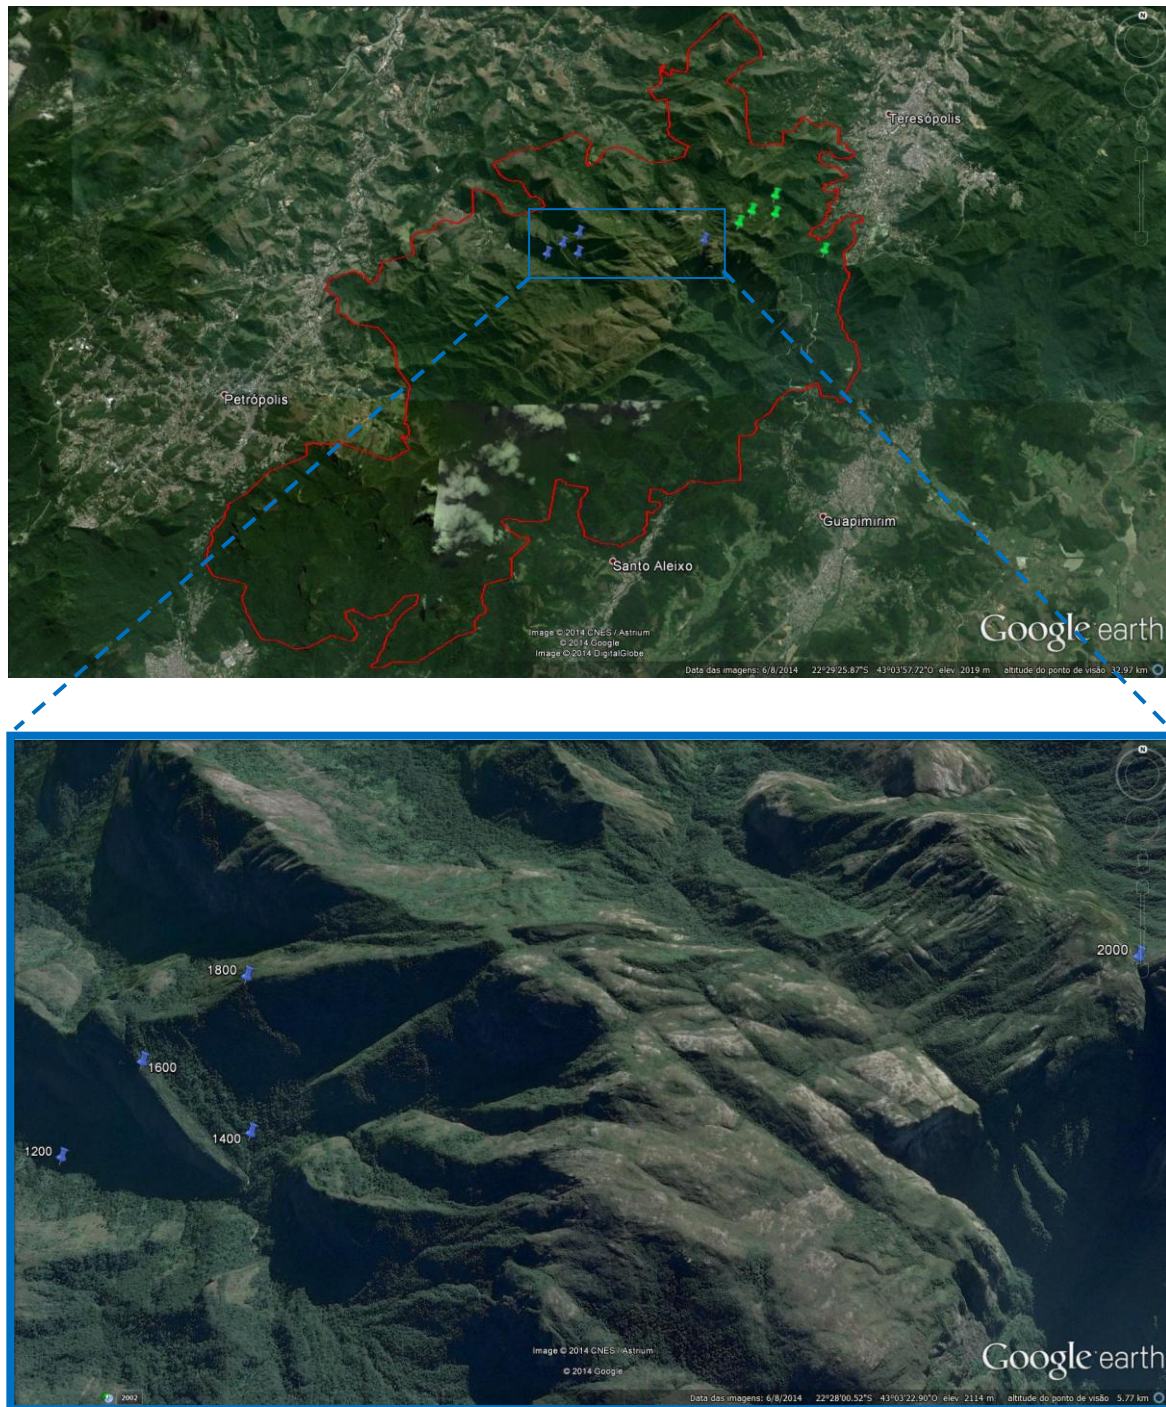 N
Teresópolis
Petrópolis
Guapimirim
Santo Aleixo
Image © 2014 CNES / Astrium
© 2014 Google
Image © 2014 DigitalGlobe
Google earth
Data das imagens: 6/8/2014 22°29'25.87"S 43°03'57.72"O elev 2019 m altitude do ponto de visão 32.97 km
N
2000
1800
1600
1400
1200
Image © 2014 CNES / Astrium
© 2014 Google
Google earth
2002
Data das imagens: 6/8/2014 22°28'00.52"S 43°03'22.90"O elev 2114 m altitude do ponto de visão 5.77 km